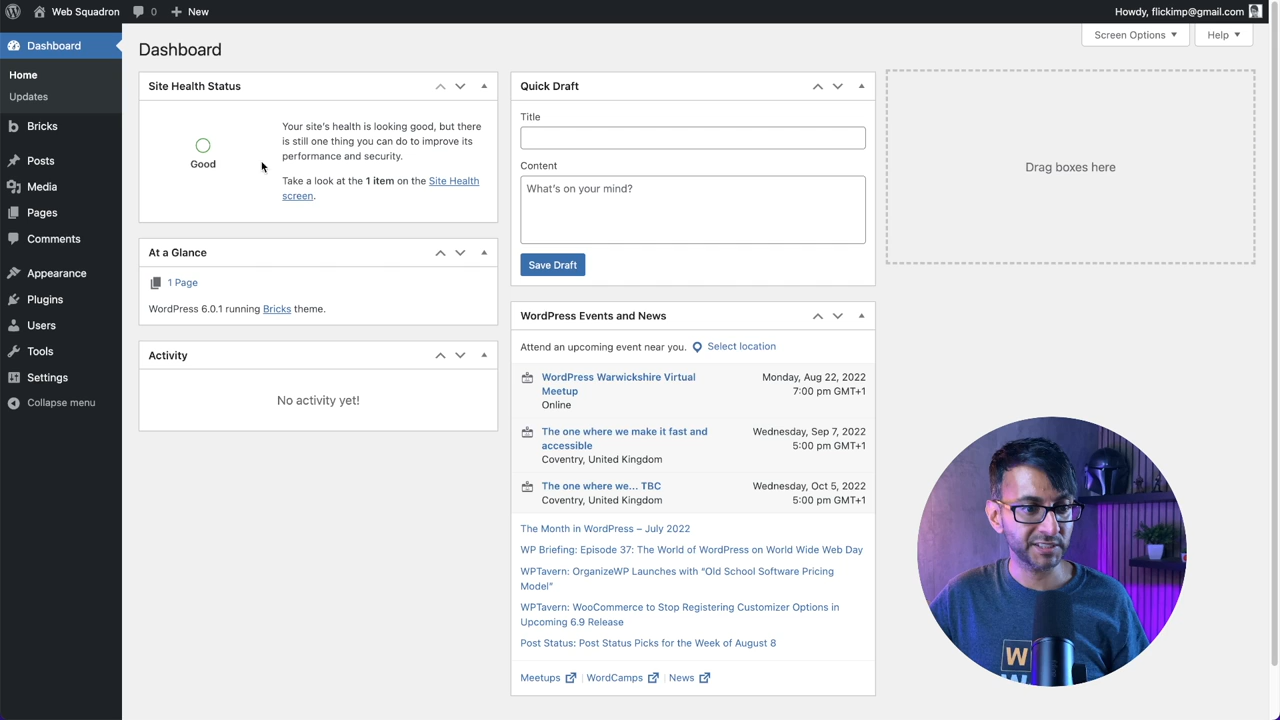 Web Squadron 0 New Howdy, flickimp@gmail.com
Dashboard
Home
Updates
Bricks
Posts
Media
Pages
Comments
Appearance
Plugins
Users
Tools
Settings
Collapse menu
Screen Options Help
Dashboard
Site Health Status
Good
Your site's health is looking good, but there
is still one thing you can do to improve its
performance and security.
Take a look at the 1 item on the Site Health
screen.
At a Glance
1 Page
WordPress 6.0.1 running Bricks theme.
Activity
No activity yet!
Quick Draft
Title
Content
What's on your mind?
Save Draft
WordPress Events and News
Attend an upcoming event near you. Select location
WordPress Warwickshire Virtual
Meetup
Online
Monday, Aug 22, 2022
7:00 pm GMT+1
The one where we make it fast and
accessible
Coventry, United Kingdom
Wednesday, Sep 7, 2022
5:00 pm GMT+1
The one where we... TBC
Coventry, United Kingdom
Wednesday, Oct 5, 2022
5:00 pm GMT+1
The Month in WordPress – July 2022
WP Briefing: Episode 37: The World of WordPress on World Wide Web Day
WPTavern: OrganizeWP Launches with “Old School Software Pricing
Model”
WPTavern: WooCommerce to Stop Registering Customizer Options in
Upcoming 6.9 Release
Post Status: Post Status Picks for the Week of August 8
Meetups WordCamps News
Drag boxes here
W
W